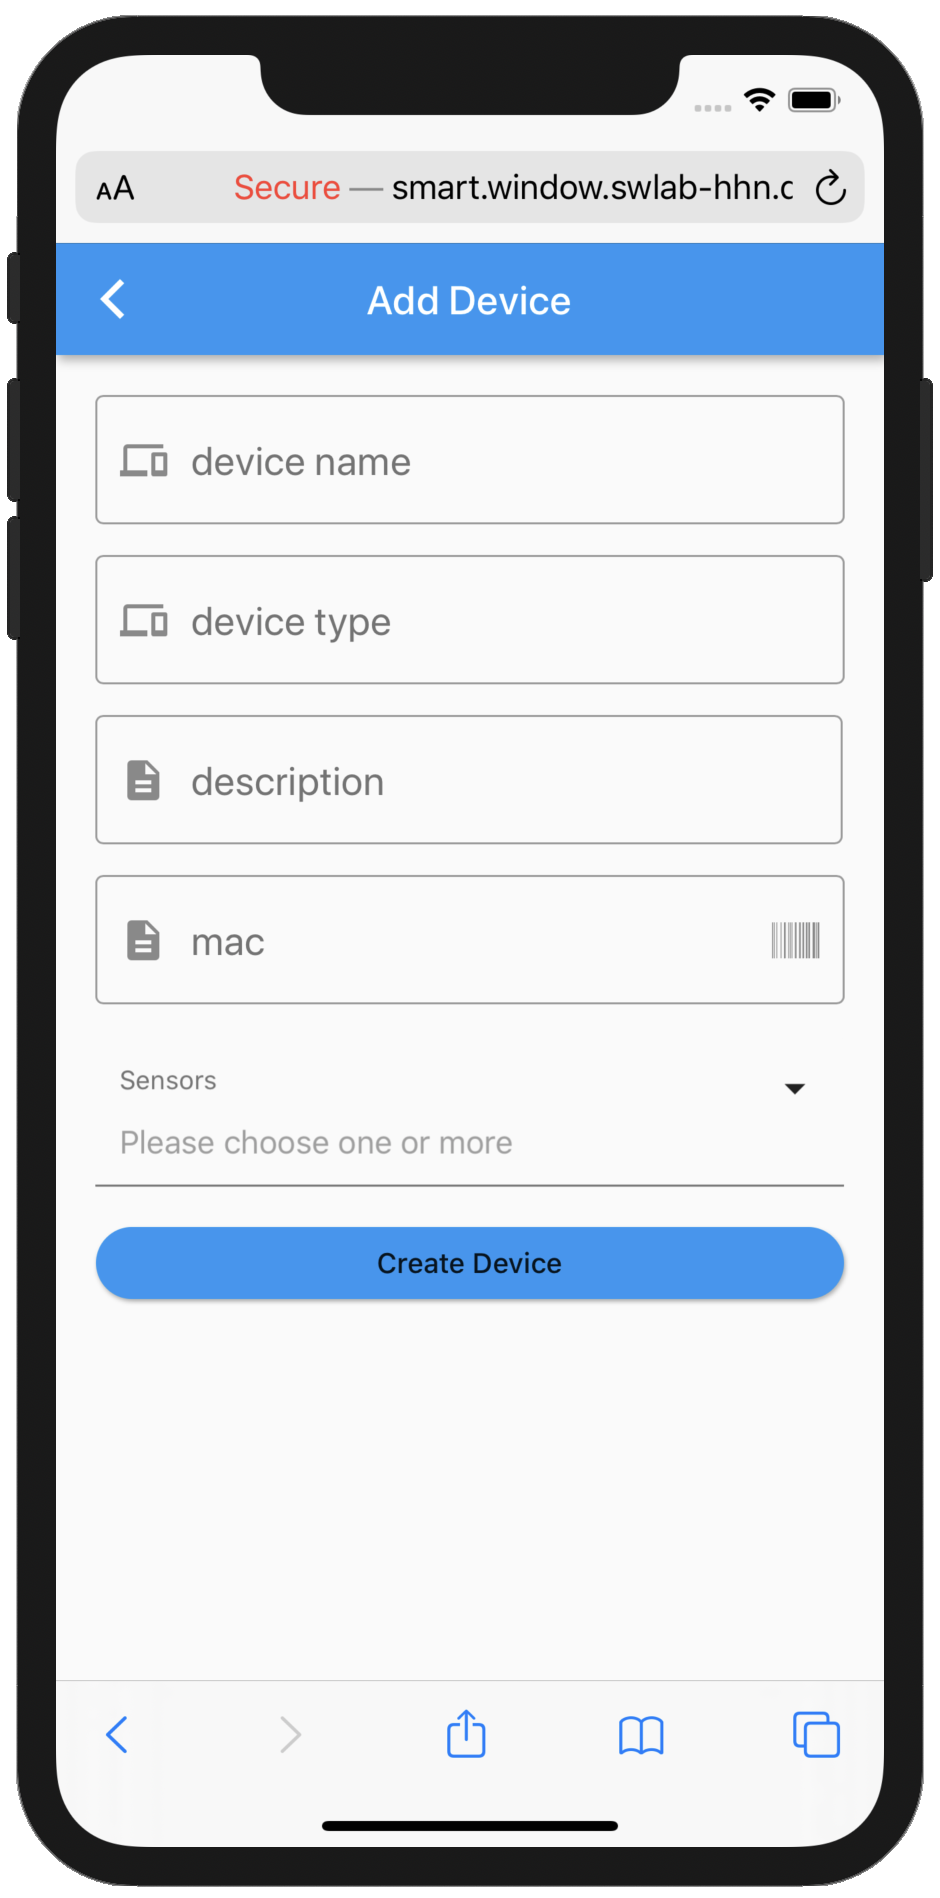 AA Secure — smart.window.swlab-hhn.c
Add Device
device name
device type
description
mac
Sensors
Please choose one or more
Create Device